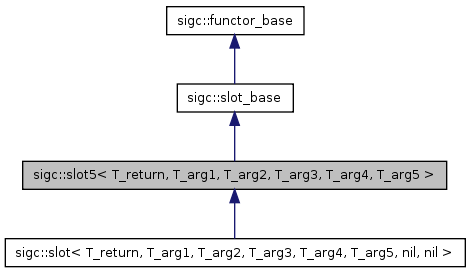 sigc::functor_base
sigc::slot_base
sigc::slot5< T_return, T_arg1, T_arg2, T_arg3, T_arg4, T_arg5 >
sigc::slot< T_return, T_arg1, T_arg2, T_arg3, T_arg4, T_arg5, nil, nil >